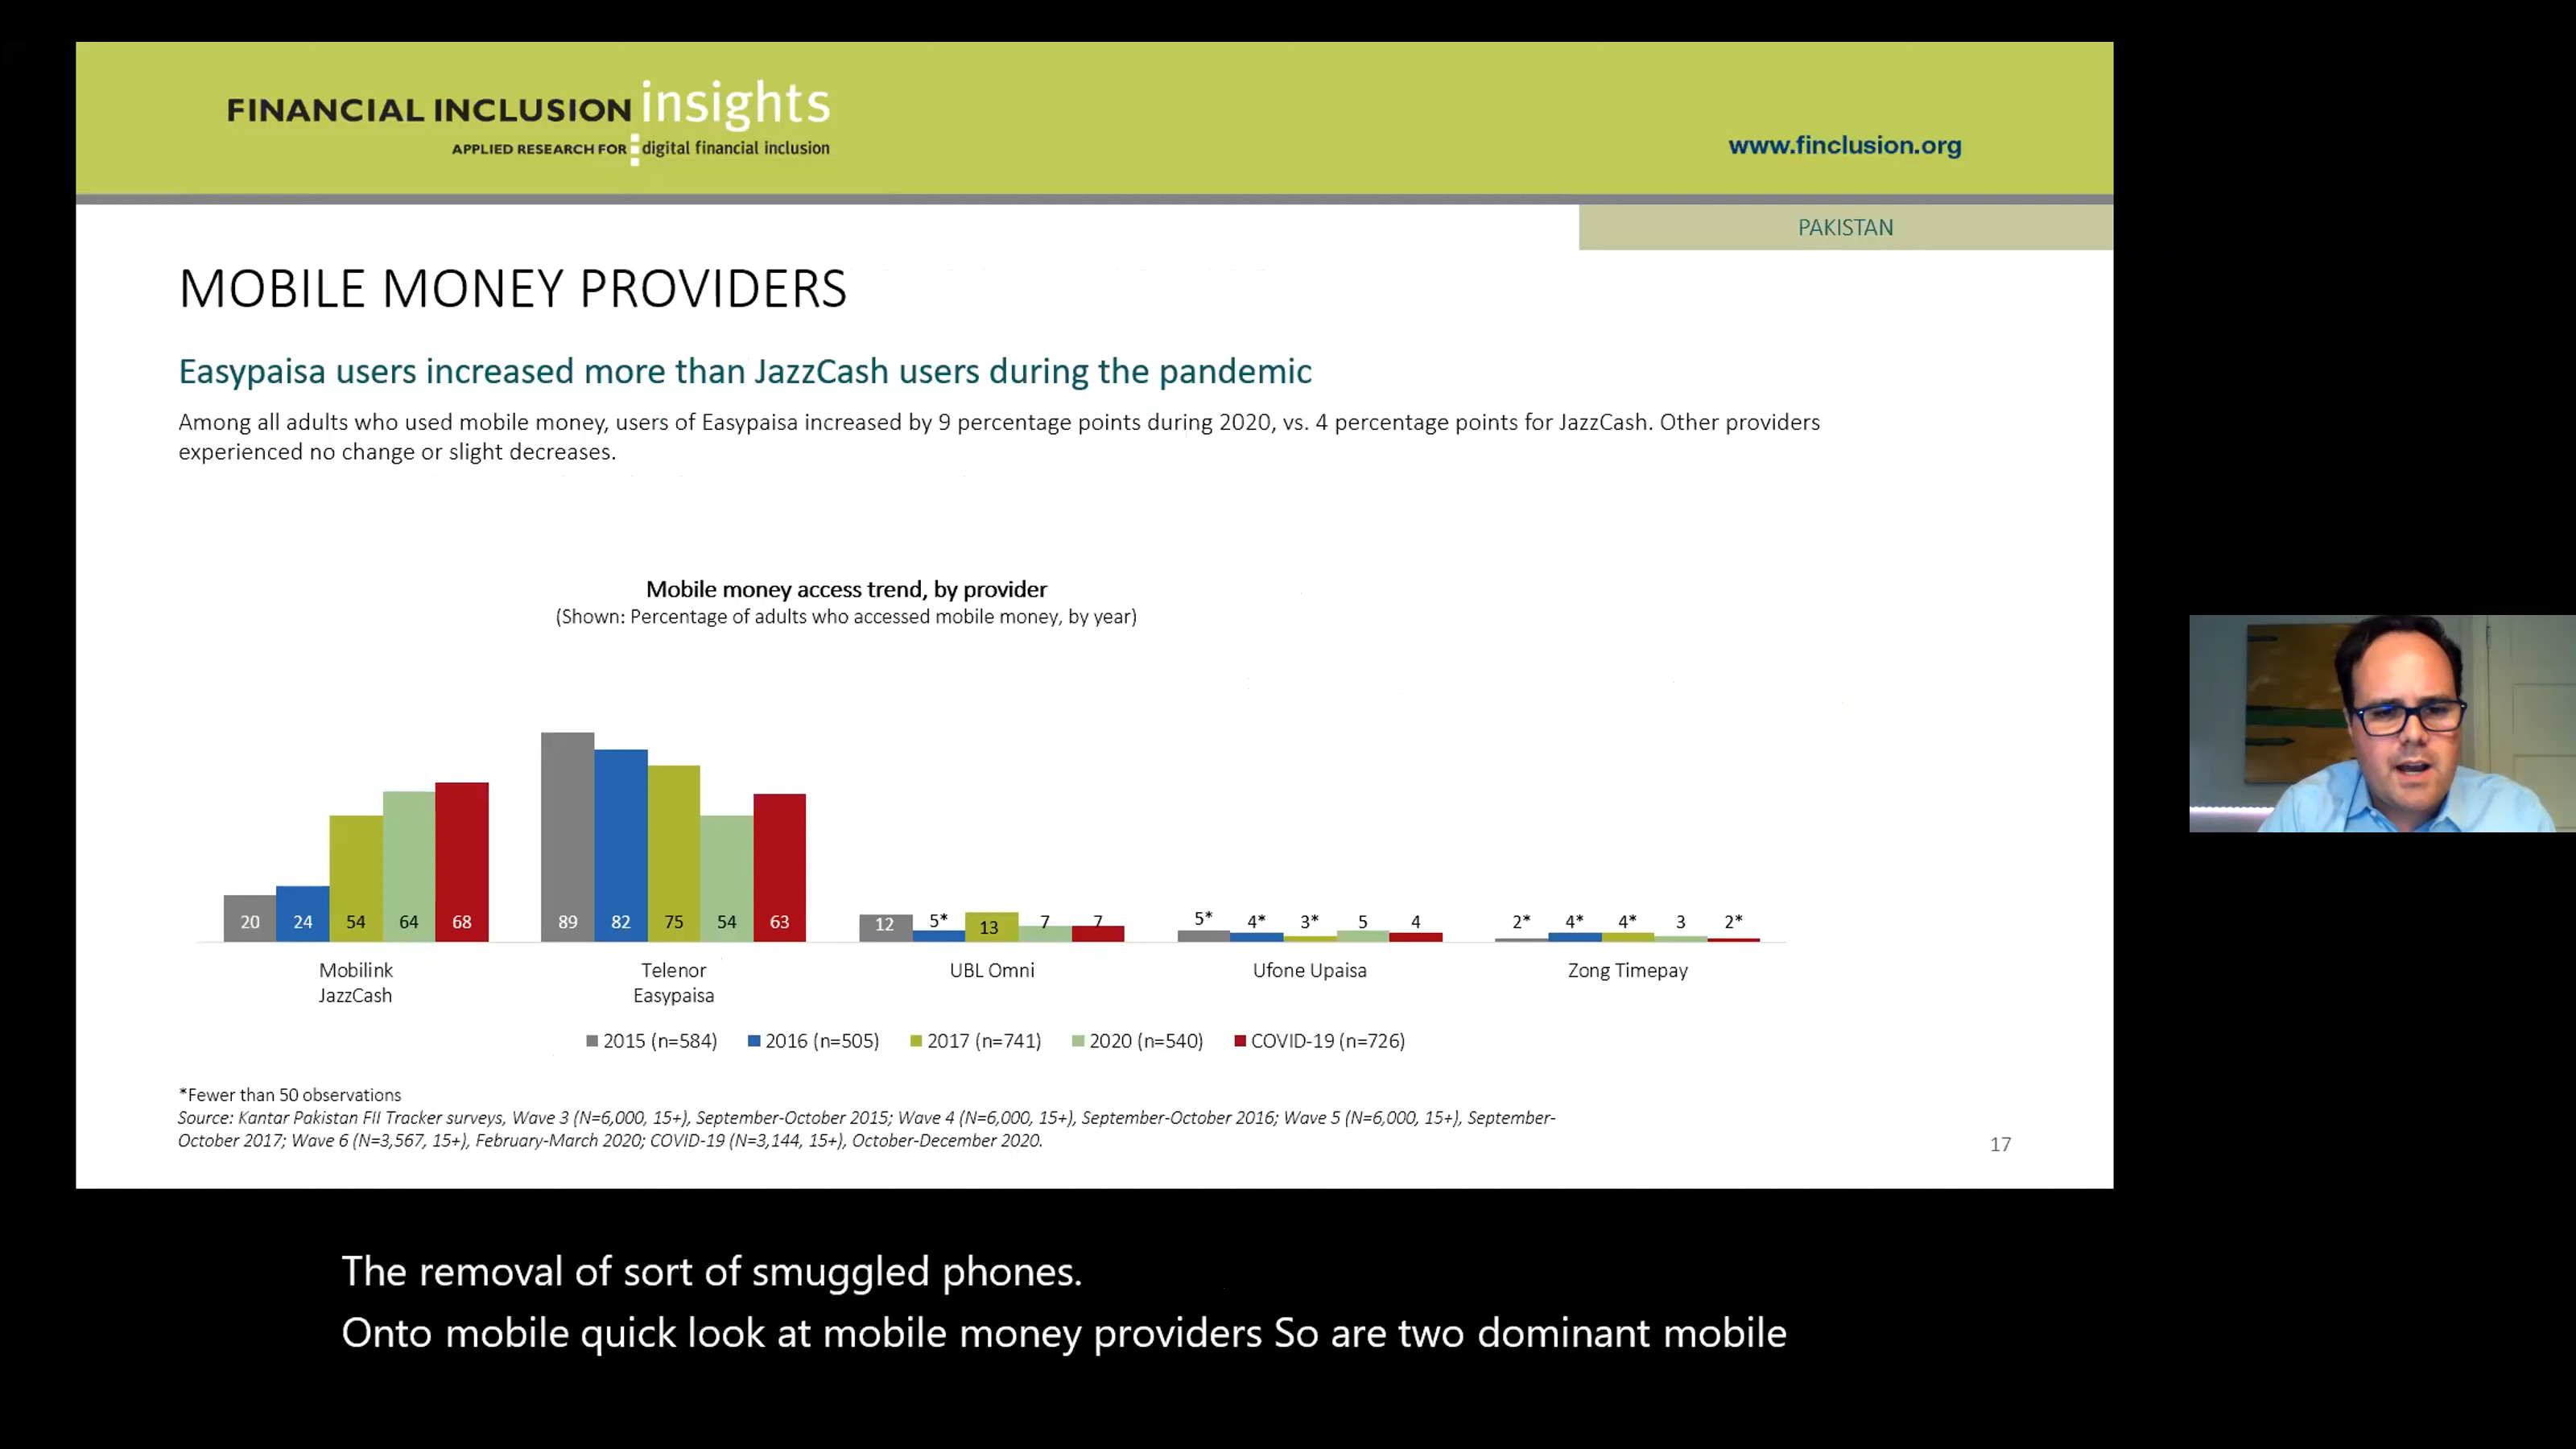 FINANCIAL INCLUSION insights
APPLIED RESEARCH FOR digital financial inclusion
www.finclusion.org
PAKISTAN
MOBILE MONEY PROVIDERS
Easypaisa users increased more than JazzCash users during the pandemic
Among all adults who used mobile money, users of Easypaisa increased by 9 percentage points during 2020, vs. 4 percentage points for JazzCash. Other providers
experienced no change or slight decreases.
Mobile money access trend, by provider
(Shown: Percentage of adults who accessed mobile money, by year)
20 24 54 64 68 89 82 75 54 63 12 5* 13 7 7 5* 4* 3* 5 4 2* 4* 4* 3 2*
Mobilink
JazzCash
Telenor
Easypaisa
UBL Omni
Ufone Upaisa
Zong Timepay
2015 (n=584) 2016 (n=505) 2017 (n=741) 2020 (n=540) COVID-19 (n=726)
*Fewer than 50 observations
Source: Kantar Pakistan FII Tracker surveys, Wave 3 (N=6,000, 15+), September-October 2015; Wave 4 (N=6,000, 15+), September-October 2016; Wave 5 (N=6,000, 15+), September-
October 2017; Wave 6 (N=3,567, 15+), February-March 2020; COVID-19 (N=3,144, 15+), October-December 2020.
17
The removal of sort of smuggled phones.
Onto mobile quick look at mobile money providers So are two dominant mobile